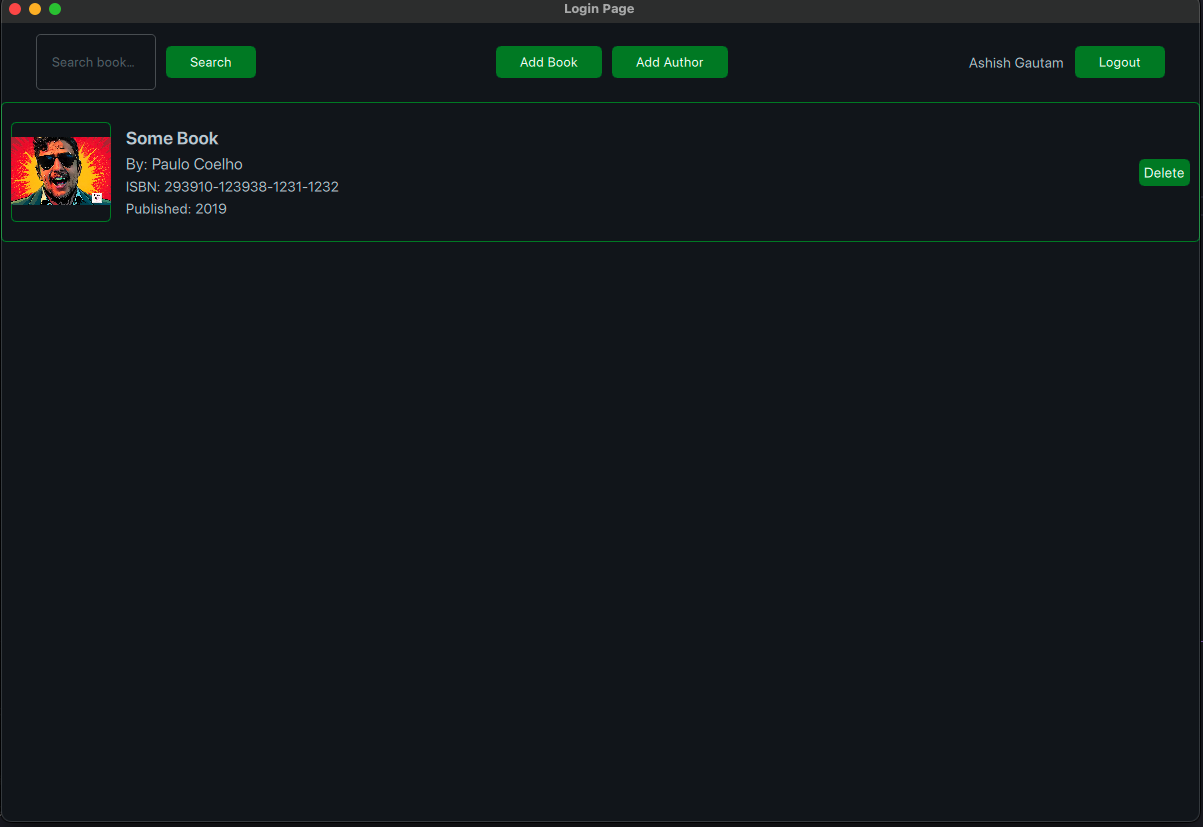 Login Page
Search book...
Search
Add Book
Add Author
Ashish Gautam
Logout
Some Book
By: Paulo Coelho
ISBN: 293910-123938-1231-1232
Published: 2019
Delete